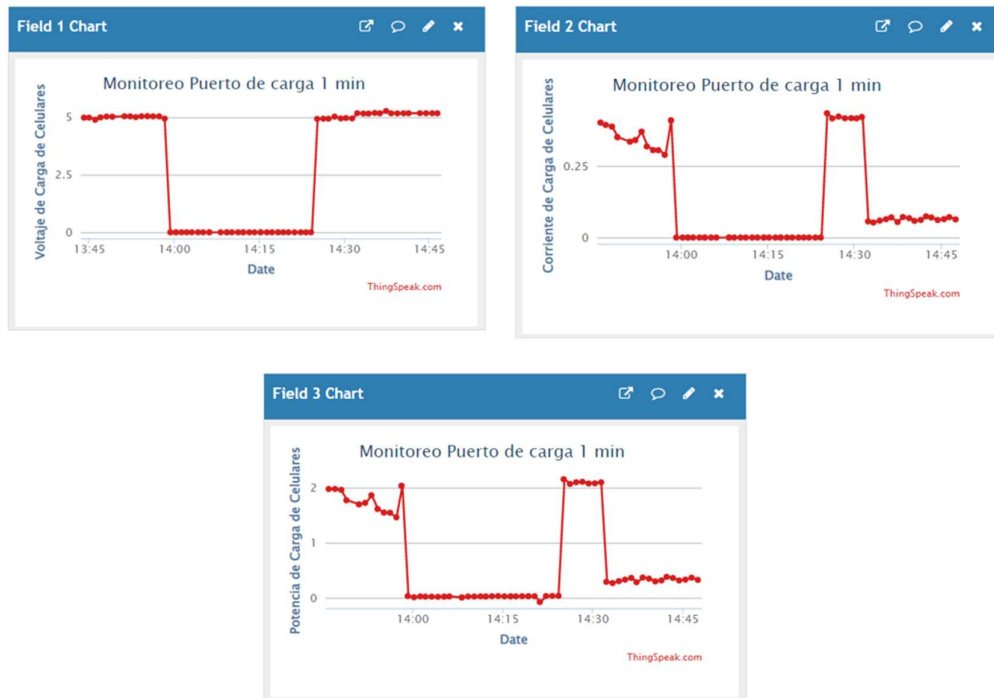 Field 1 Chart
Monitoreo Puerto de carga 1 min
Voltaje de Carga de Celulares
5
2.5
0
13:45 14:00 14:15 14:30 14:45
Date
ThingSpeak.com
Field 2 Chart
Monitoreo Puerto de carga 1 min
Corriente de Carga de Celulares
0.25
0
14:00 14:15 14:30 14:45
Date
ThingSpeak.com
Field 3 Chart
Monitoreo Puerto de carga 1 min
Potencia de Carga de Celulares
2
1
0
14:00 14:15 14:30 14:45
Date
ThingSpeak.com